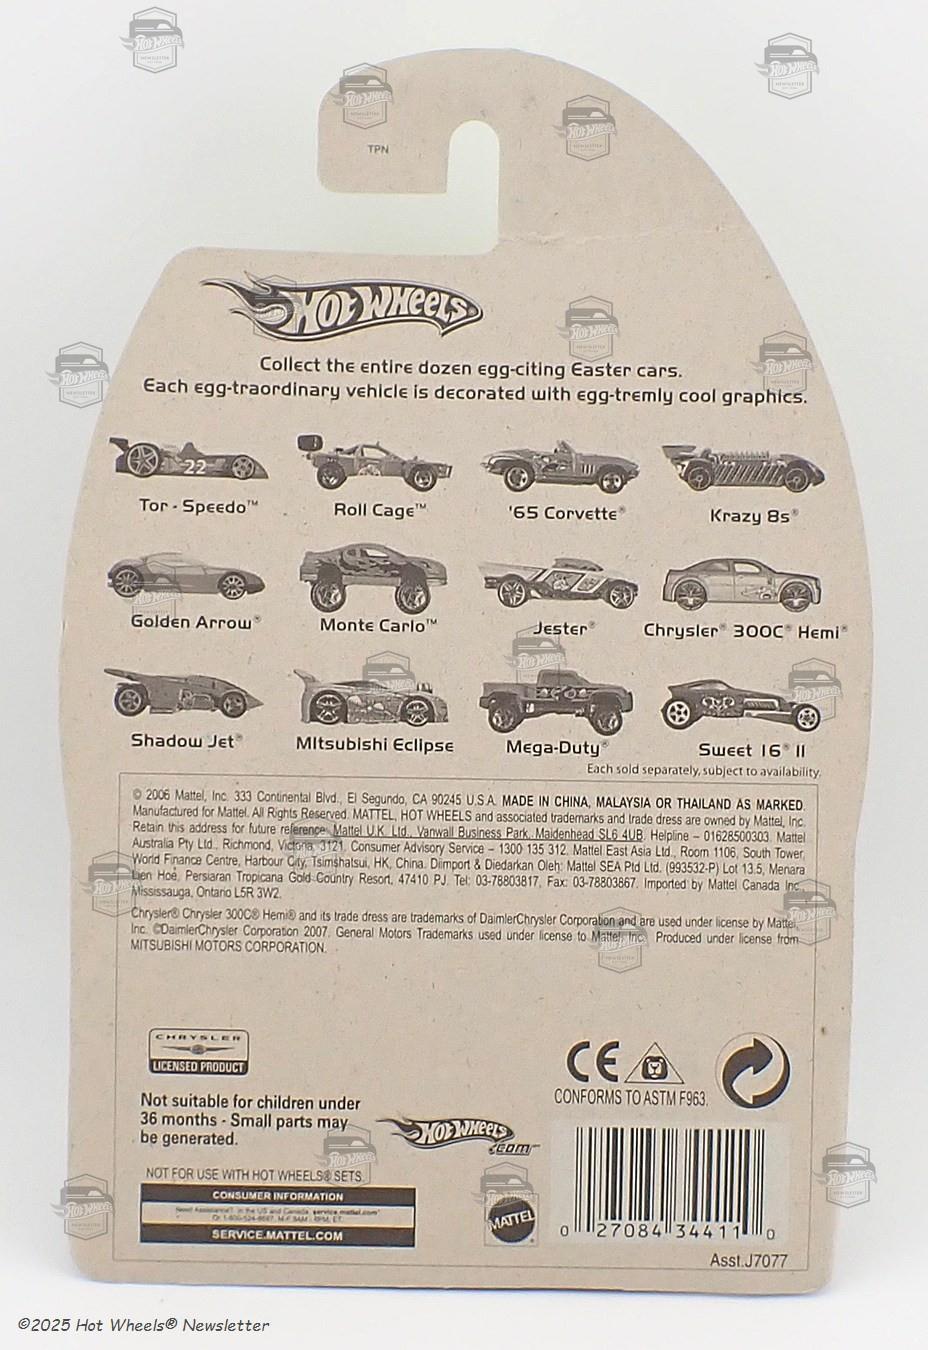 TPN
HOT WHEELS®
Collect the entire dozen egg-citing Easter cars.
Each egg-traordinary vehicle is decorated with egg-tremly cool graphics.
22
Tor - Speedo™ Roll Cage™ '65 Corvette® Krazy 8s®
Golden Arrow® Monte Carlo™ Jester® Chrysler® 300C® Hemi®
Shadow Jet® MItsubishi Eclipse Mega-Duty® Sweet 16® II
Each sold separately, subject to availability.
© 2006 Mattel, Inc. 333 Continental Blvd., El Segundo, CA 90245 U.S.A. MADE IN CHINA, MALAYSIA OR THAILAND AS MARKED.
Manufactured for Mattel. All Rights Reserved. MATTEL, HOT WHEELS and associated trademarks and trade dress are owned by Mattel, Inc.
Retain this address for future reference: Mattel U.K. Ltd., Vanwall Business Park, Maidenhead SL6 4UB. Helpline – 01628500303. Mattel
Australia Pty Ltd., Richmond, Victoria, 3121. Consumer Advisory Service – 1300 135 312. Mattel East Asia Ltd., Room 1106, South Tower,
World Finance Centre, Harbour City, Tsimshatsui, HK, China. Diimport & Diedarkan Oleh: Mattel SEA Ptd Ltd. (993532-P) Lot 13.5, Menara
Lien Hoe, Persiaran Tropicana Gold Country Resort, 47410 PJ. Tel: 03-78803817, Fax: 03-78803867. Imported by Mattel Canada Inc.,
Mississauga, Ontario L5R 3W2.
Chrysler® Chrysler 300C® Hemi® and its trade dress are trademarks of DaimlerChrysler Corporation and are used under license by Mattel,
Inc. ©DaimlerChrysler Corporation 2007. General Motors Trademarks used under license to Mattel, Inc. Produced under license from
MITSUBISHI MOTORS CORPORATION.
CHRYSLER
LICENSED PRODUCT
CE
CONFORMS TO ASTM F963.
Not suitable for children under
36 months - Small parts may
be generated.
HOT WHEELS
.com
NOT FOR USE WITH HOT WHEELS® SETS.
CONSUMER INFORMATION
Need Assistance? In the US and Canada, service.mattel.com
SERVICE.MATTEL.COM
MATTEL
0 27084 34411 0
Asst.J7077
©2025 Hot Wheels® Newsletter